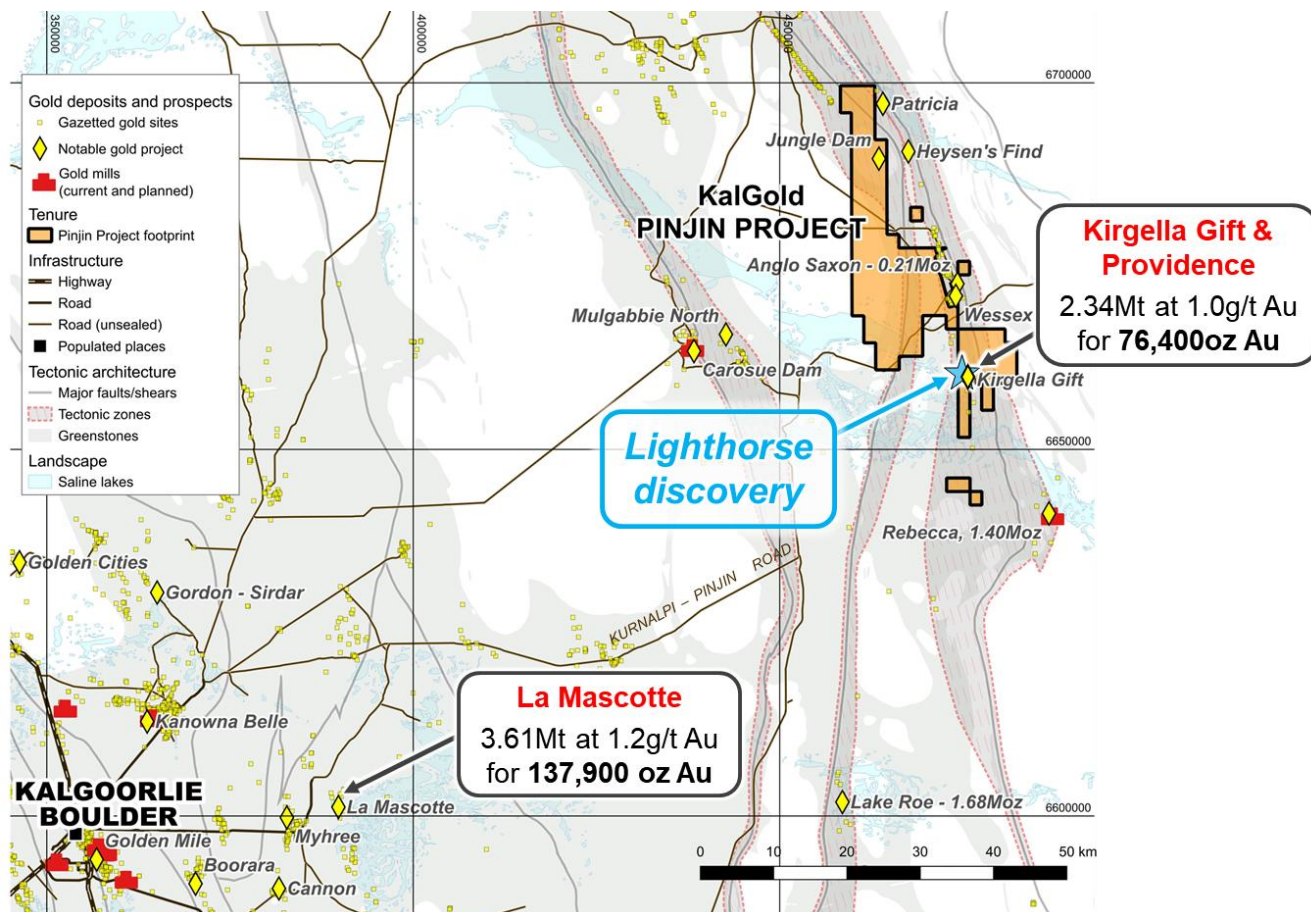 350000
400000
450000
6700000
Gold deposits and prospects
Gazetted gold sites
Notable gold project
Gold mills
(current and planned)
Tenure
Pinjin Project footprint
Infrastructure
Highway
Road
Road (unsealed)
Populated places
Tectonic architecture
Major faults/shears
Tectonic zones
Greenstones
Landscape
Saline lakes
Patricia
Jungle Dam
Heysen's Find
KalGold
PINJIN PROJECT
Anglo Saxon - 0.21Moz
Wessex
Kirgella Gift &
Providence
2.34Mt at 1.0g/t Au
for 76,400oz Au
Mulgabbie North
Carosue Dam
Kirgella Gift
Lighthorse
discovery
6650000
Rebecca, 1.40Moz
Golden Cities
Gordon - Sirdar
KURNALPI – PINJIN ROAD
La Mascotte
3.61Mt at 1.2g/t Au
for 137,900 oz Au
Kanowna Belle
KALGOORLIE
BOULDER
La Mascotte
Lake Roe - 1.68Moz
6600000
Golden Mile
Myhree
Boorara
Cannon
0 10 20 30 40 50 km